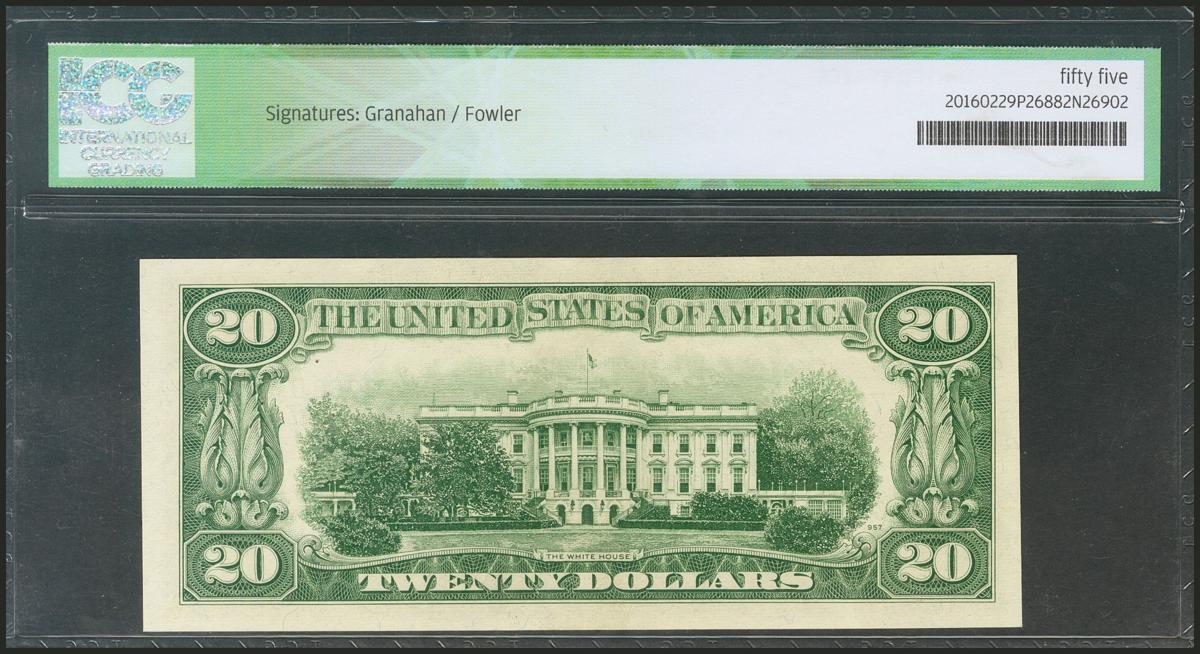 ICG
INTERNATIONAL
CURRENCY
GRADING
Signatures: Granahan / Fowler
fifty five
20160229P26882N26902
20 THE UNITED STATES OF AMERICA 20
957
THE WHITE HOUSE
20 TWENTY DOLLARS 20